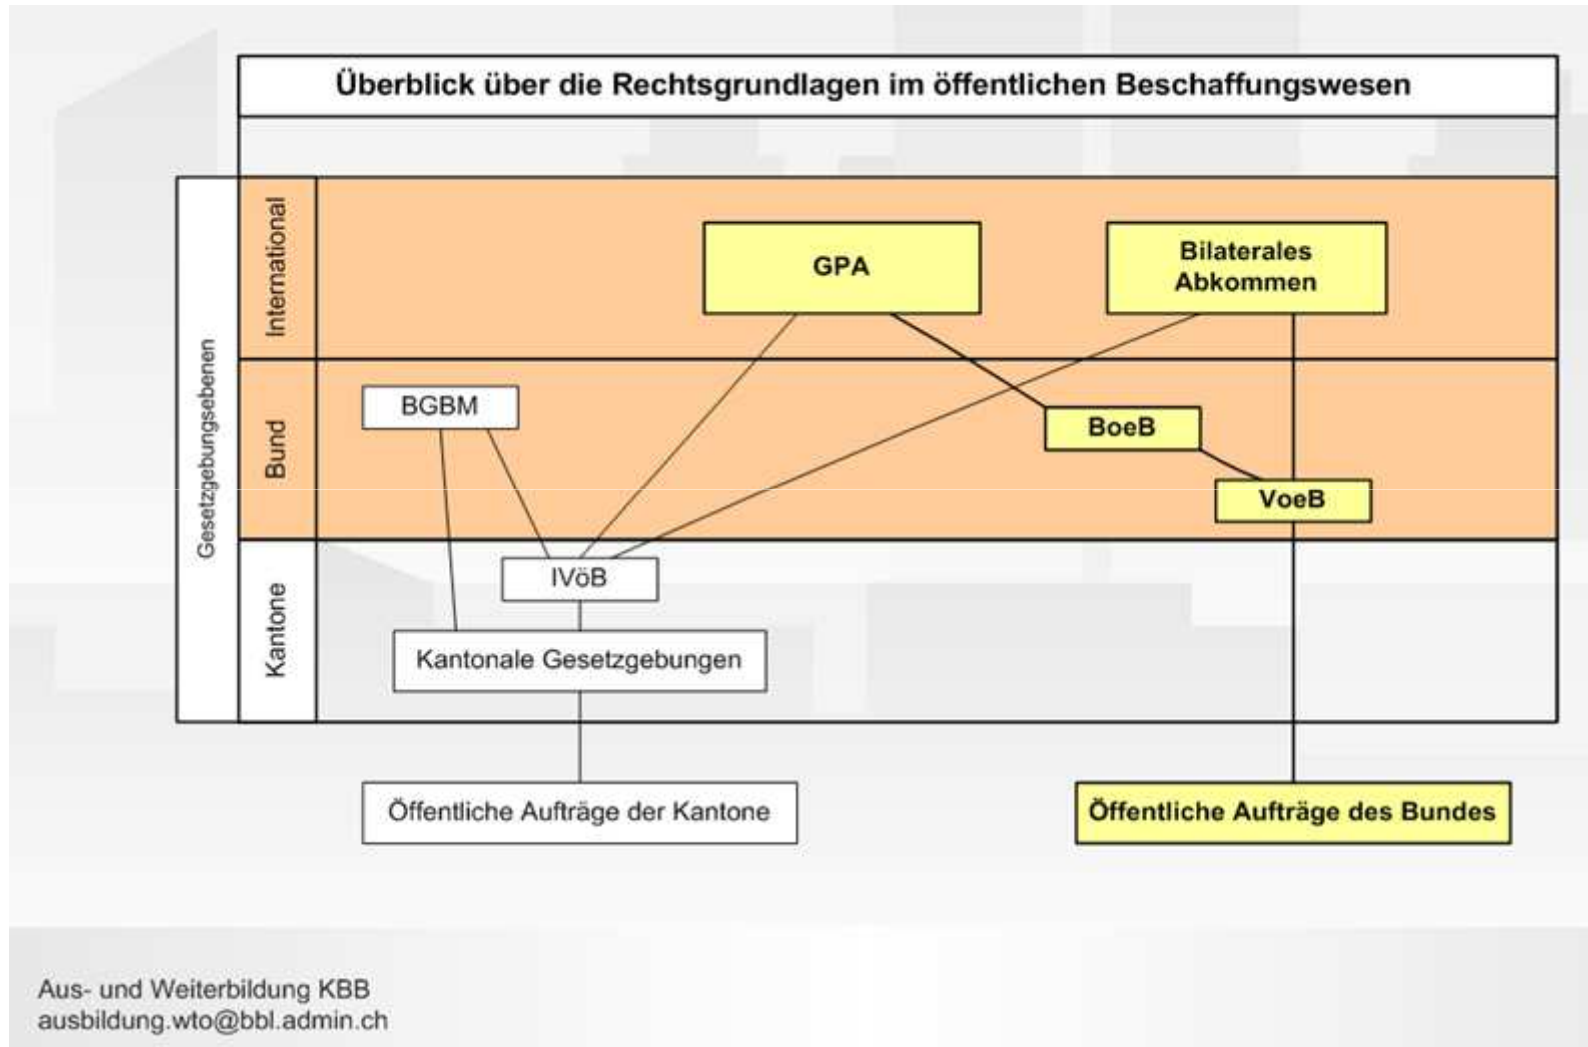 Überblick über die Rechtsgrundlagen im öffentlichen Beschaffungswesen
Gesetzgebungsebenen
International
GPA
Bilaterales
Abkommen
Bund
BGBM
BoeB
VoeB
Kantone
IVöB
Kantonale Gesetzgebungen
Öffentliche Aufträge der Kantone
Öffentliche Aufträge des Bundes
Aus- und Weiterbildung KBB
ausbildung.wto@bbl.admin.ch